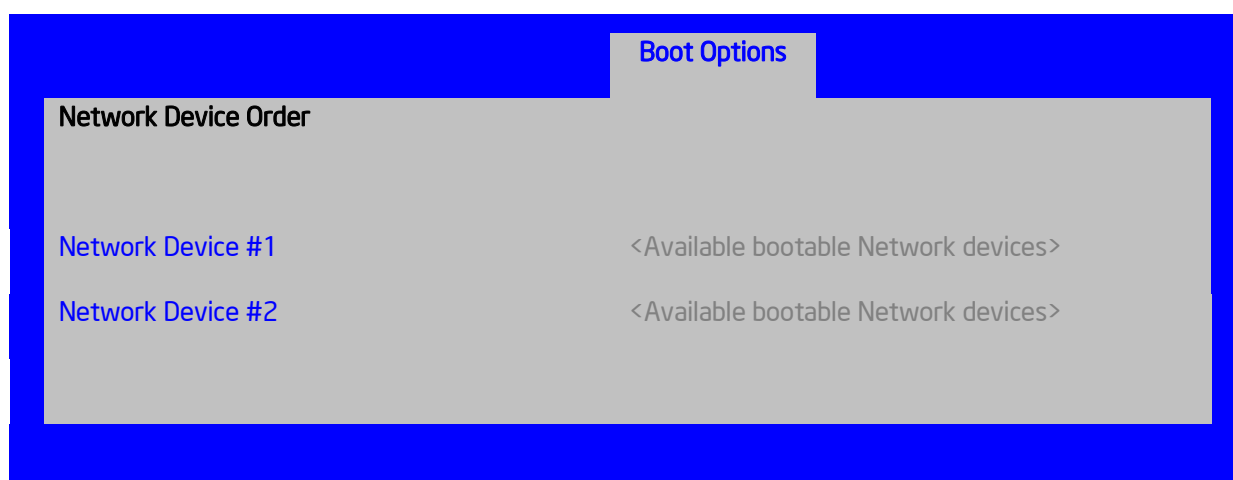 Boot Options
Network Device Order
Network Device #1 <Available bootable Network devices>
Network Device #2 <Available bootable Network devices>